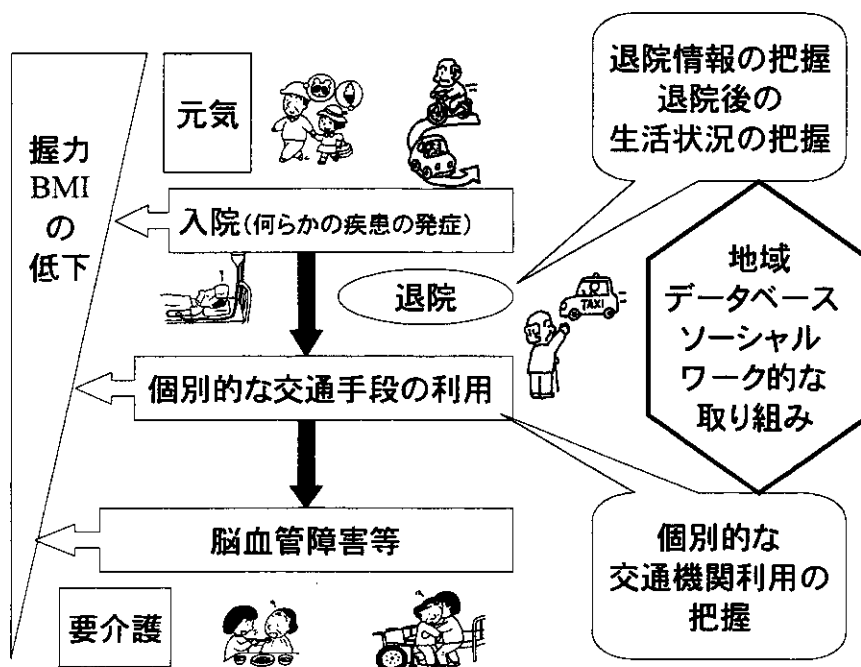 元気
退院情報の把握
退院後の
生活状況の把握
握力
BMI
の
低下
入院(何らかの疾患の発症)
退院
TAXI
地域
データベース
ソーシャル
ワーク的な
取り組み
個別的な交通手段の利用
脳血管障害等
個別的な
交通機関利用の
把握
要介護